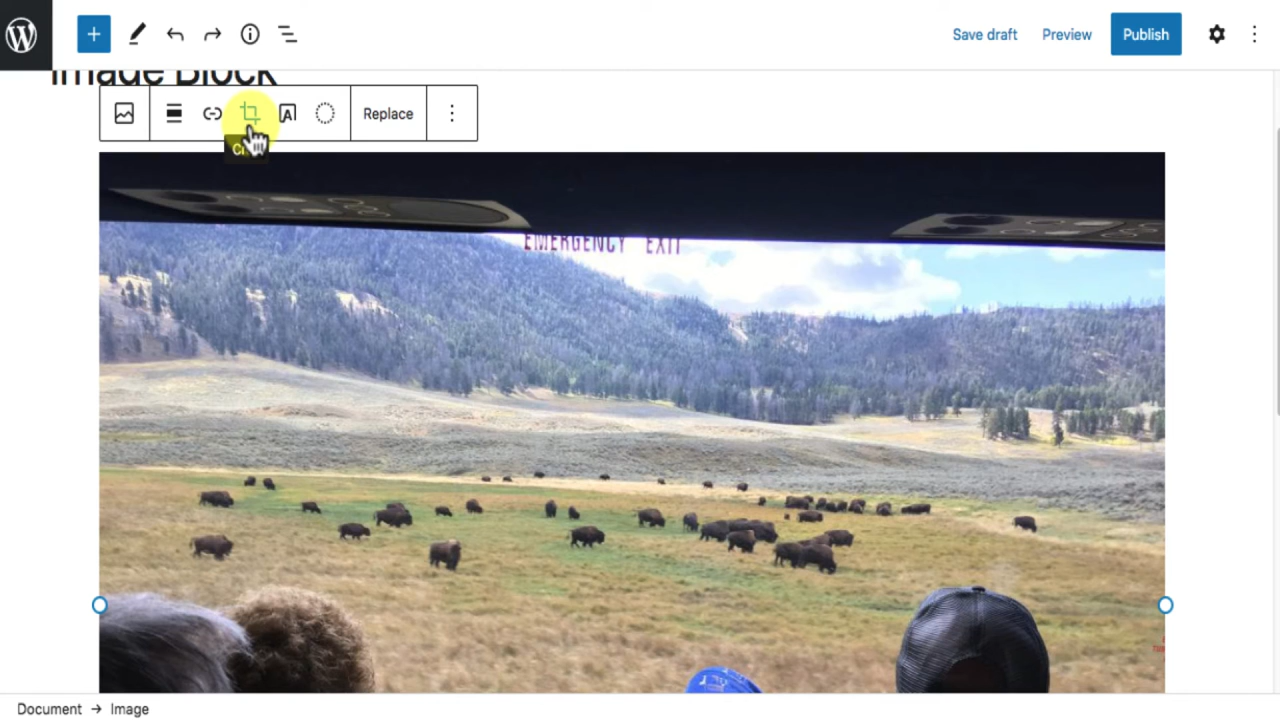 Save draft
Preview
Publish
Image Block
Replace
EMERGENCY EXIT
Document → Image